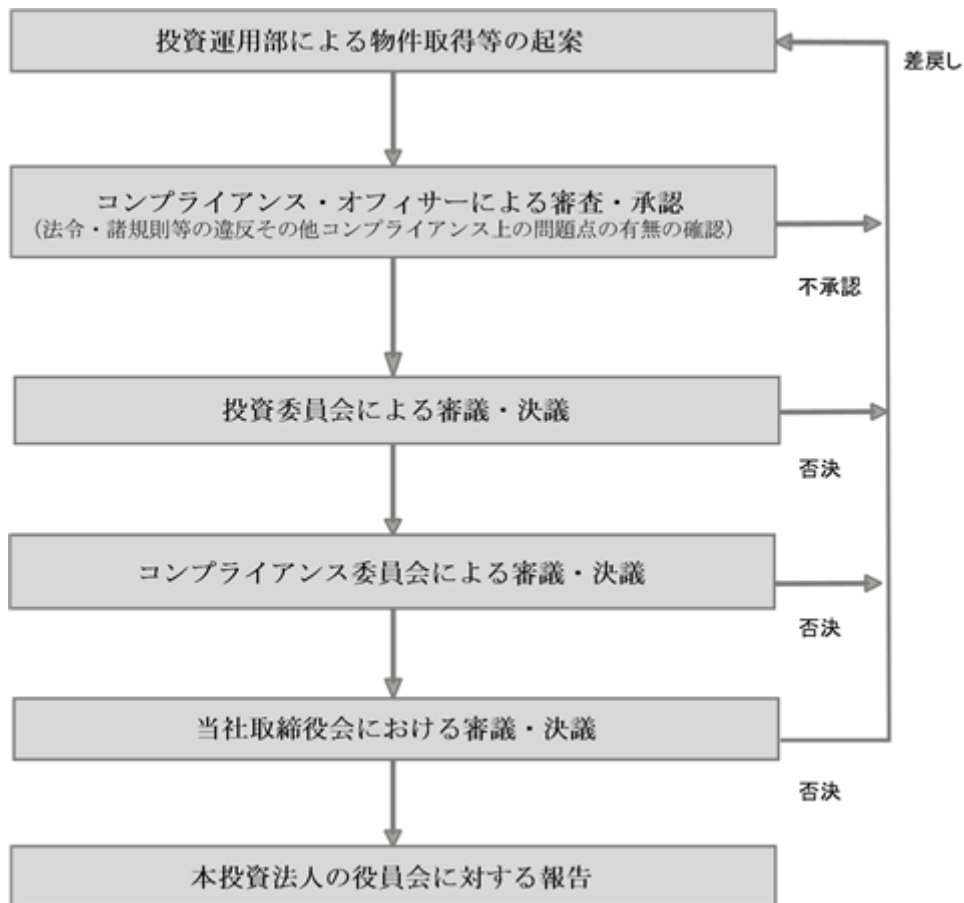 投資運用部による物件取得等の起案
差戻し
コンプライアンス・オフィサーによる審査・承認
（法令・諸規則等の違反その他コンプライアンス上の問題点の有無の確認）
不承認
投資委員会による審議・決議
否決
コンプライアンス委員会による審議・決議
否決
当社取締役会における審議・決議
否決
本投資法人の役員会に対する報告